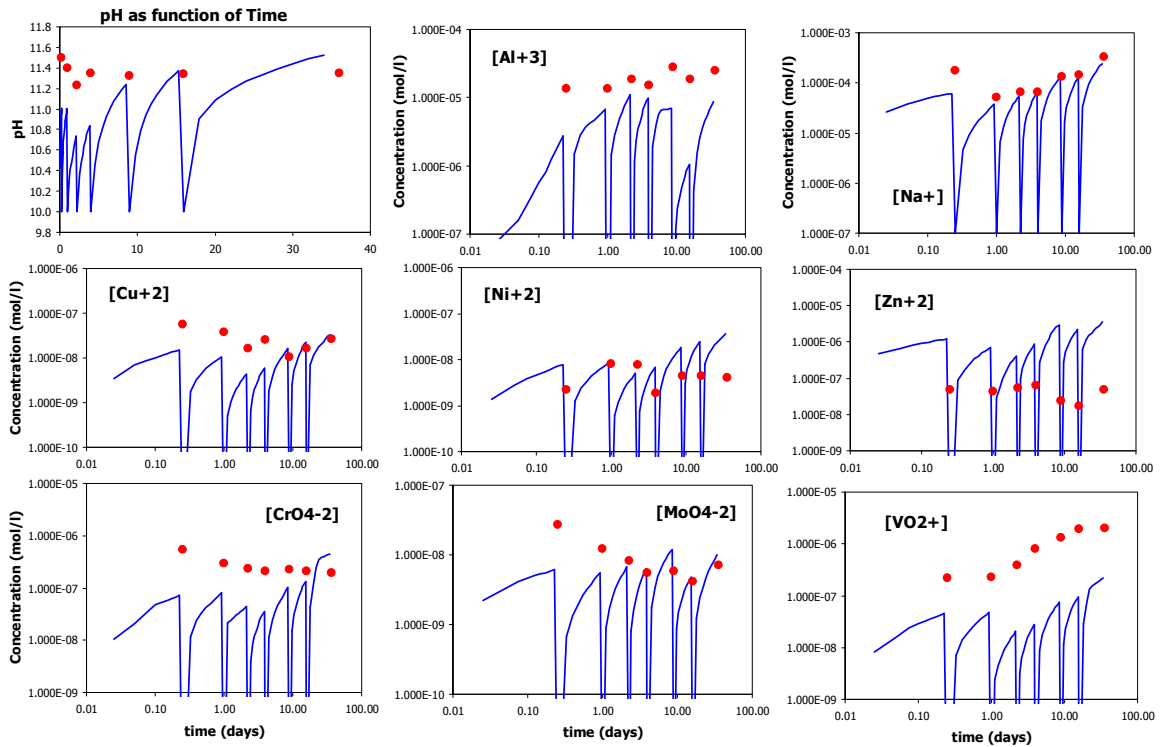 pH as function of Time
11.8
11.6
11.4
11.2
11.0
10.8
10.6
10.4
10.2
10.0
9.8
pH
0 10 20 30 40
[Al+3]
Concentration (mol/l)
1.000E-04
1.000E-05
1.000E-06
1.000E-07
0.01 0.10 1.00 10.00 100.00
[Na+]
Concentration (mol/l)
1.000E-03
1.000E-04
1.000E-05
1.000E-06
1.000E-07
0.01 0.10 1.00 10.00 100.00
[Cu+2]
Concentration (mol/l)
1.000E-06
1.000E-07
1.000E-08
1.000E-09
1.000E-10
0.01 0.10 1.00 10.00 100.00
[Ni+2]
1.000E-06
1.000E-07
1.000E-08
1.000E-09
1.000E-10
0.01 0.10 1.00 10.00 100.00
[Zn+2]
1.000E-04
1.000E-05
1.000E-06
1.000E-07
1.000E-08
1.000E-09
0.01 0.10 1.00 10.00 100.00
[CrO4-2]
Concentration (mol/l)
1.000E-05
1.000E-06
1.000E-07
1.000E-08
1.000E-09
0.01 0.10 1.00 10.00 100.00
time (days)
[MoO4-2]
1.000E-07
1.000E-08
1.000E-09
1.000E-10
0.01 0.10 1.00 10.00 100.00
time (days)
[VO2+]
1.000E-05
1.000E-06
1.000E-07
1.000E-08
1.000E-09
0.01 0.10 1.00 10.00 100.00
time (days)